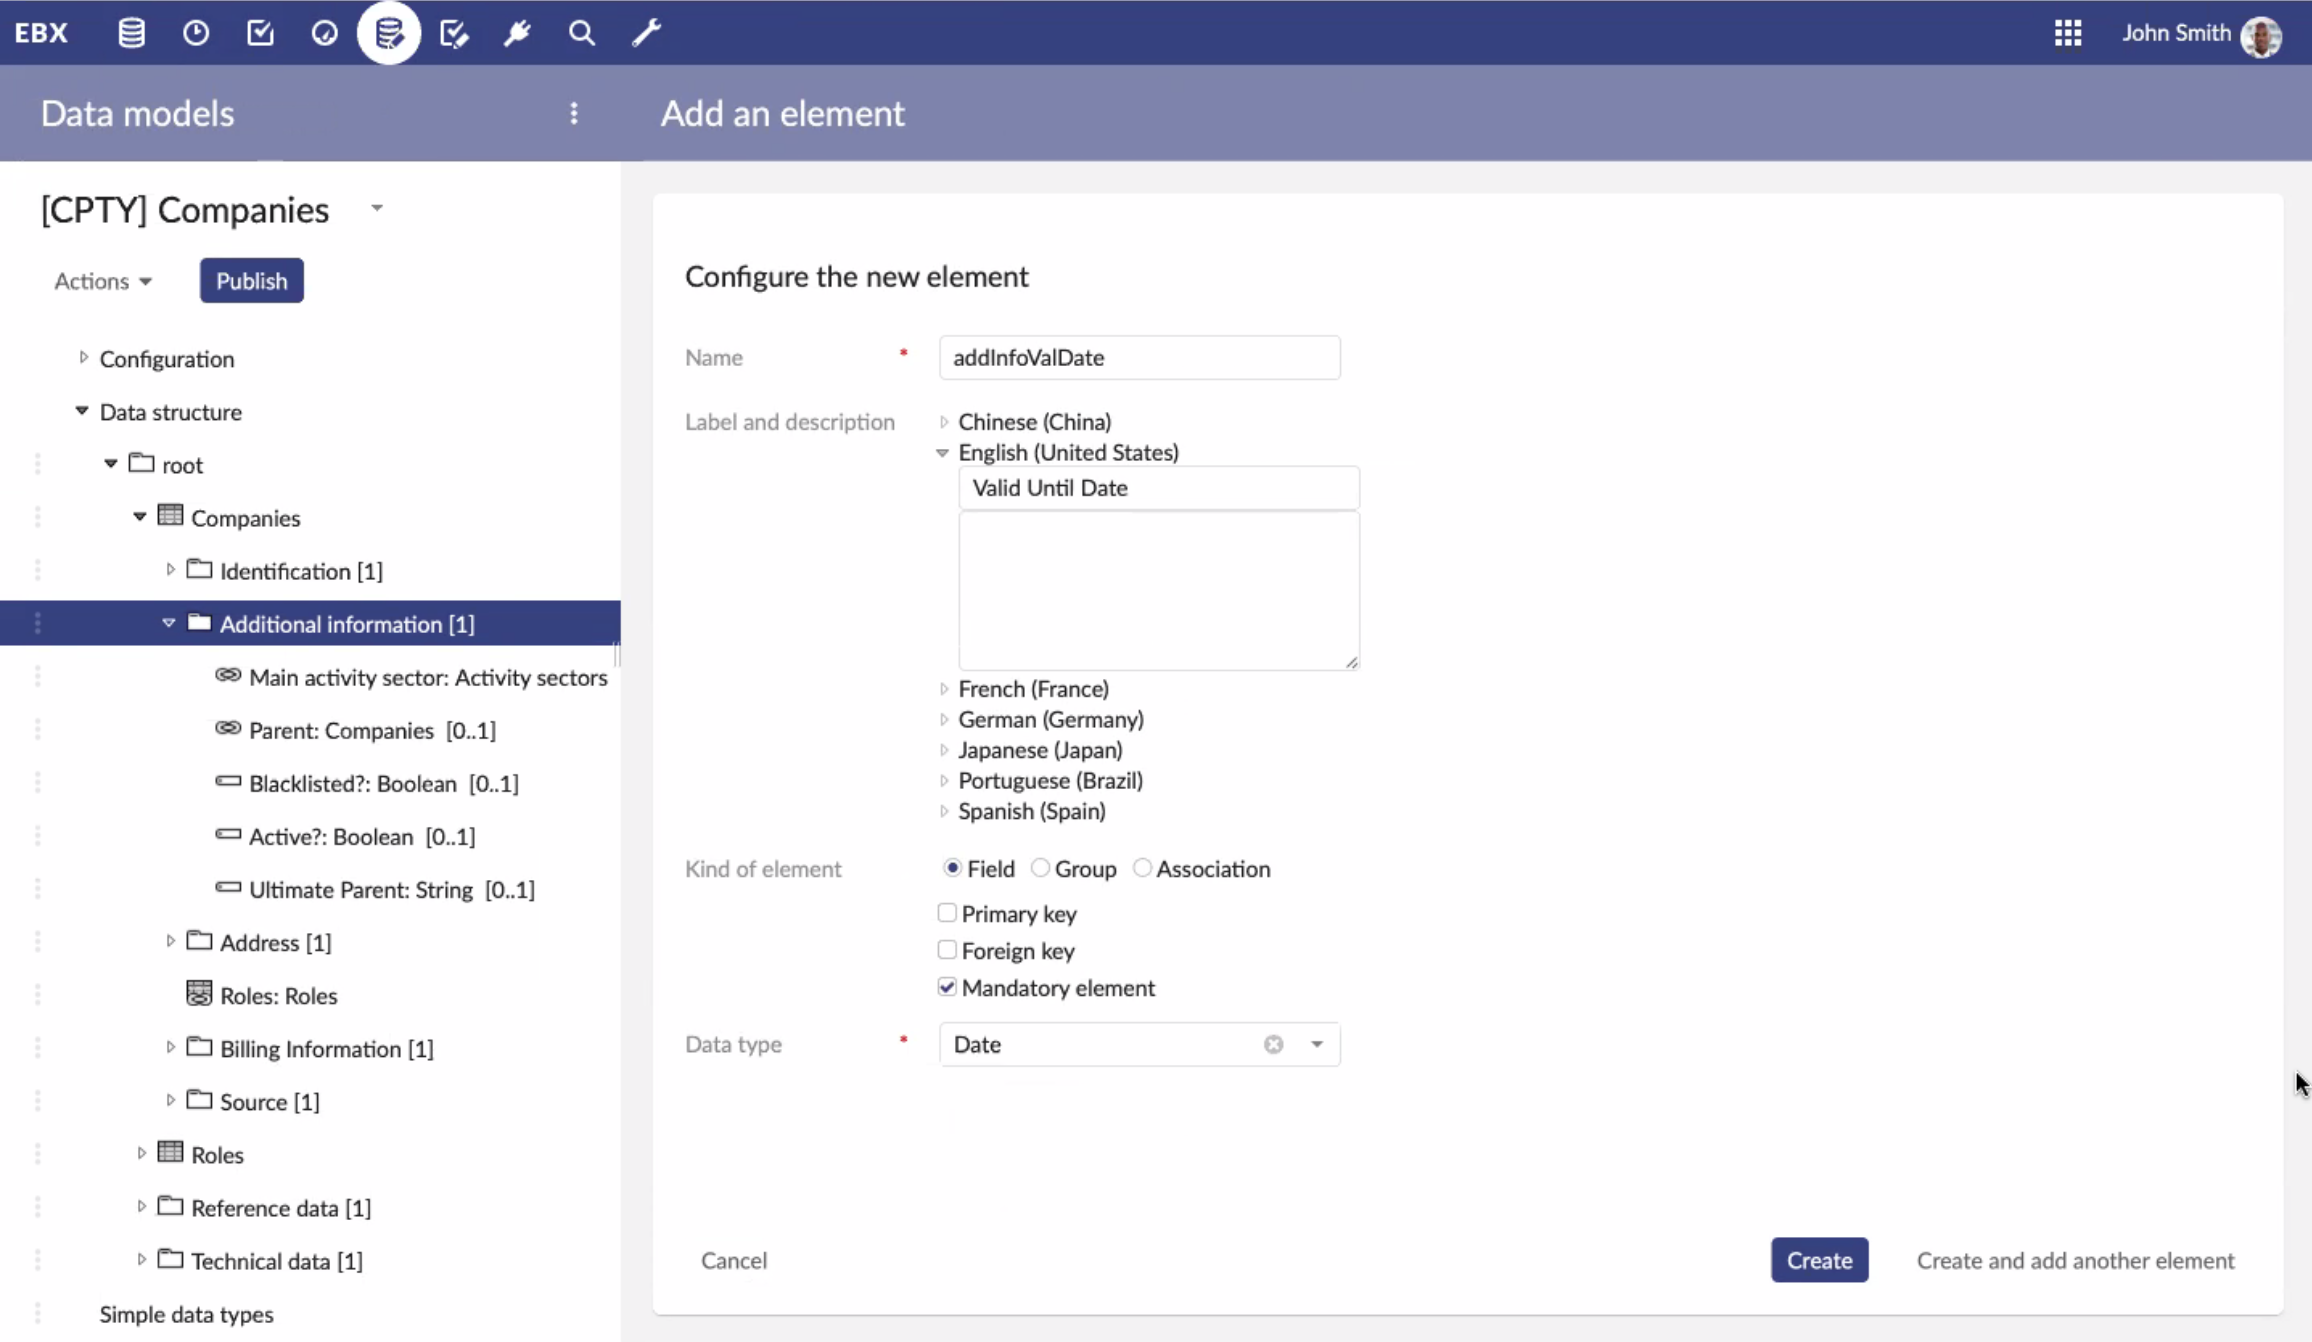 EBX
John Smith
Data models
Add an element
[CPTY] Companies
Actions
Publish
Configuration
Data structure
root
Companies
Identification [1]
Additional information [1]
Main activity sector: Activity sectors
Parent: Companies [0..1]
Blacklisted?: Boolean [0..1]
Active?: Boolean [0..1]
Ultimate Parent: String [0..1]
Address [1]
Roles: Roles
Billing Information [1]
Source [1]
Roles
Reference data [1]
Technical data [1]
Simple data types
Configure the new element
Name * addInfoValDate
Label and description
Chinese (China)
English (United States)
Valid Until Date
French (France)
German (Germany)
Japanese (Japan)
Portuguese (Brazil)
Spanish (Spain)
Kind of element Field Group Association
Primary key
Foreign key
Mandatory element
Data type * Date
Cancel
Create
Create and add another element